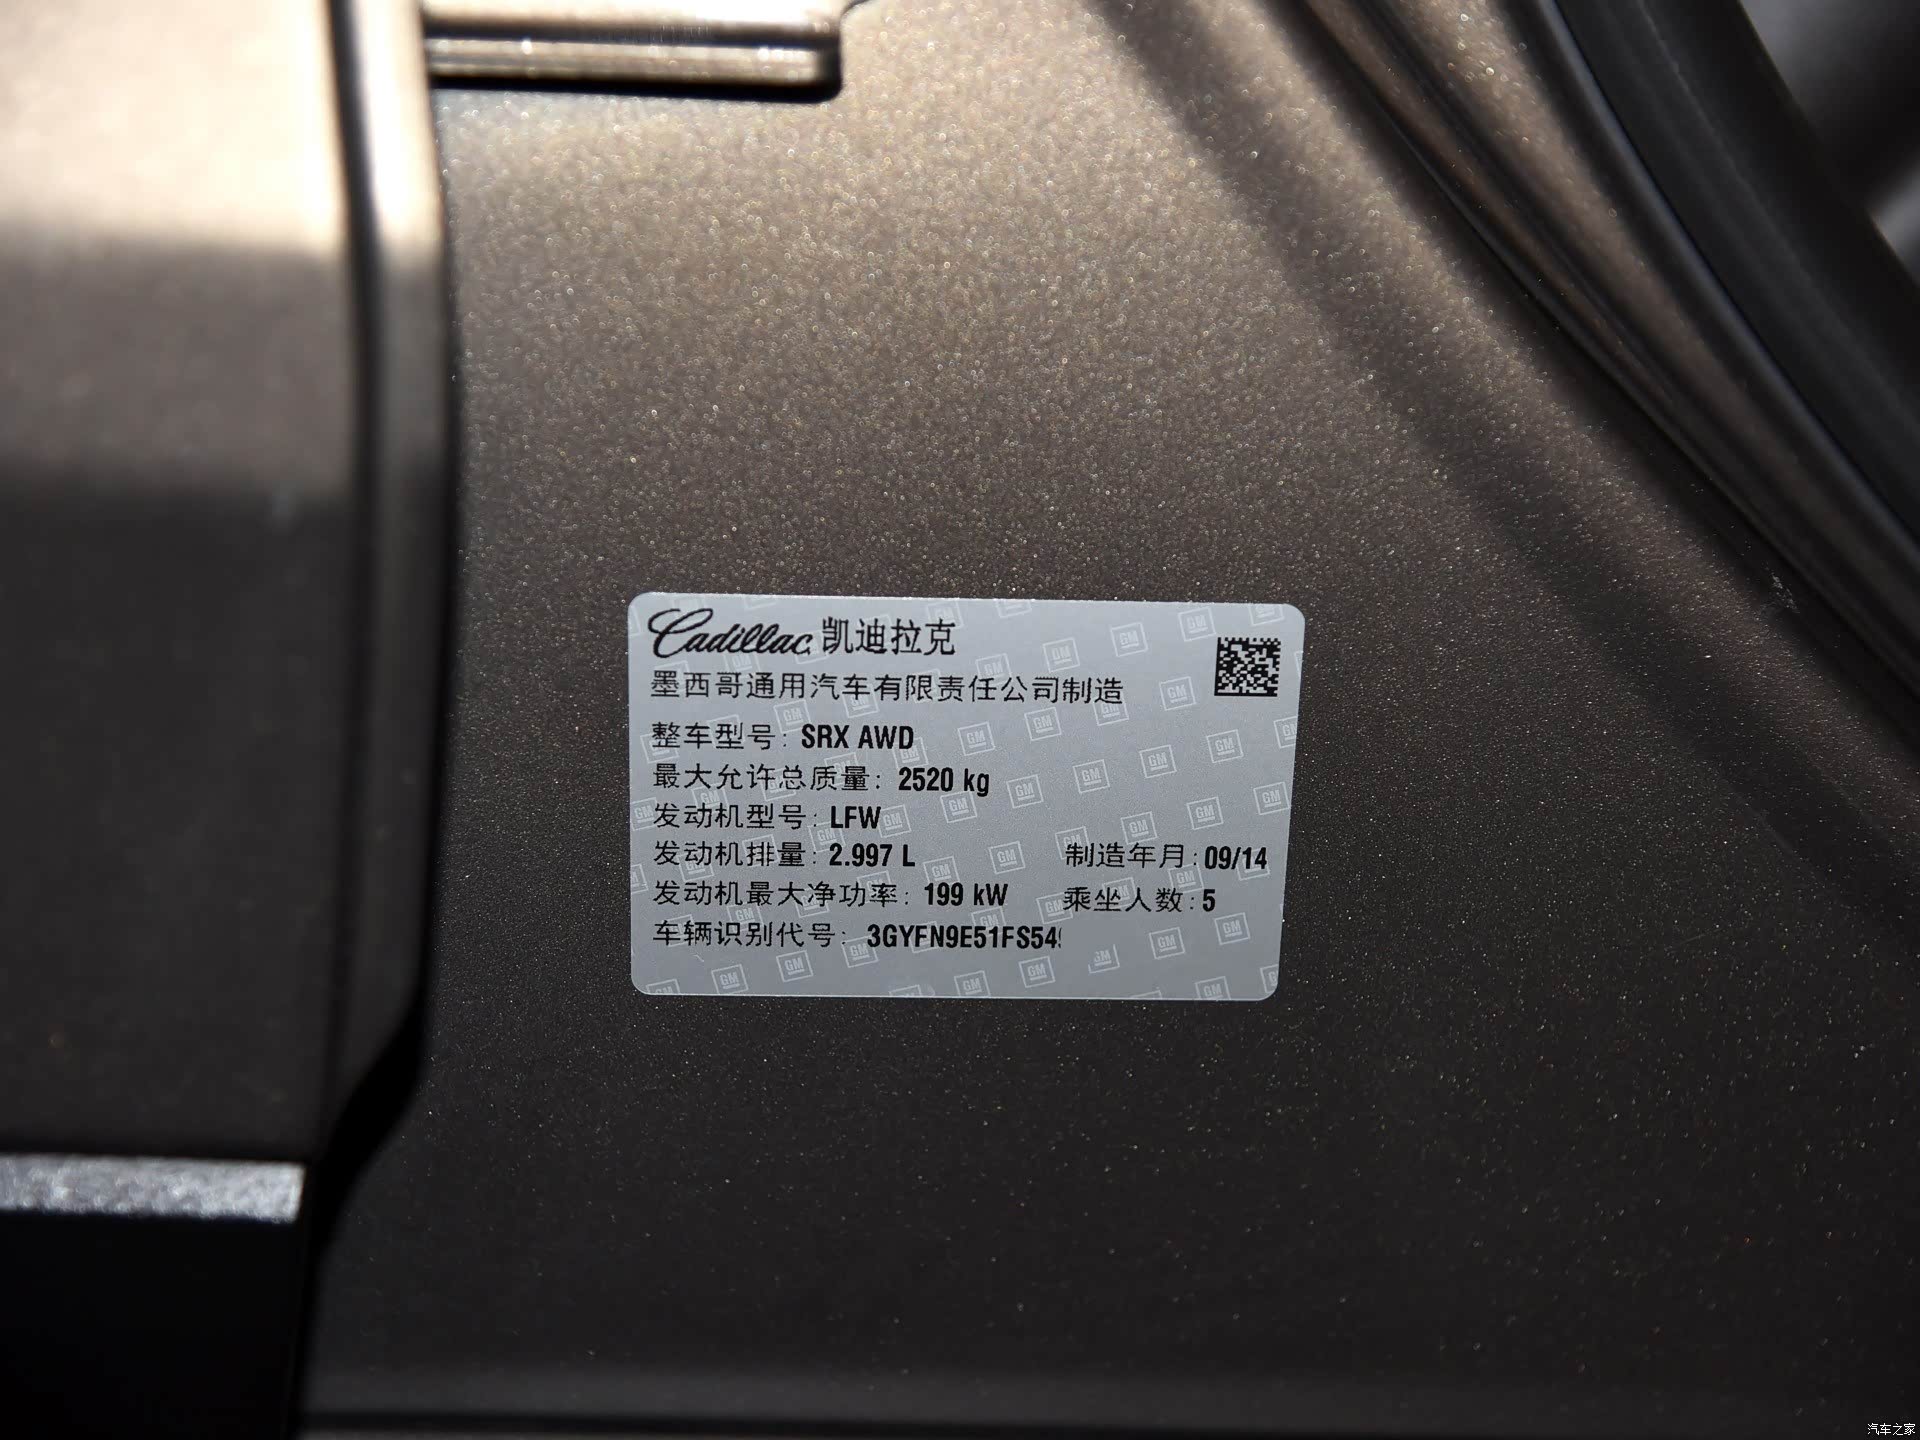 Cadillac 凯迪拉克
墨西哥通用汽车有限责任公司制造
整车型号: SRX AWD
最大允许总质量: 2520 kg
发动机型号: LFW
发动机排量: 2.997 L 制造年月: 09/14
发动机最大净功率: 199 kW 乘坐人数: 5
车辆识别代号: 3GYFN9E51FS54
GM
汽车之家